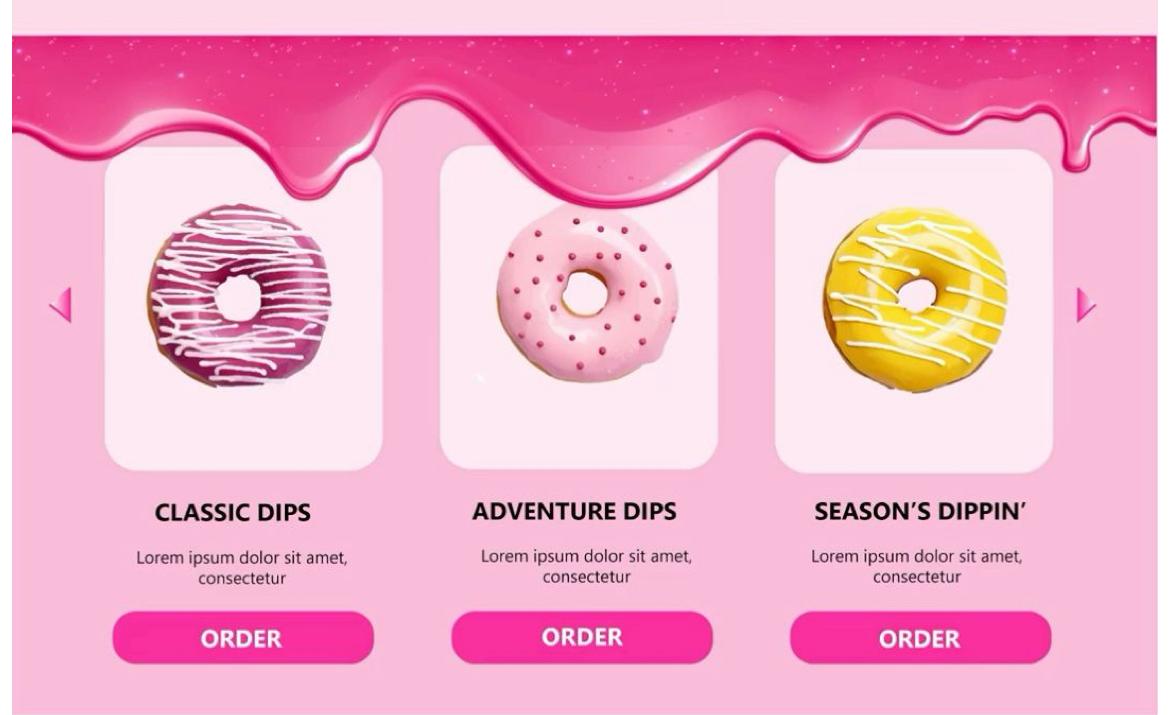 CLASSIC DIPS
Lorem ipsum dolor sit amet,
consectetur
ORDER
ADVENTURE DIPS
Lorem ipsum dolor sit amet,
consectetur
ORDER
SEASON’S DIPPIN’
Lorem ipsum dolor sit amet,
consectetur
ORDER